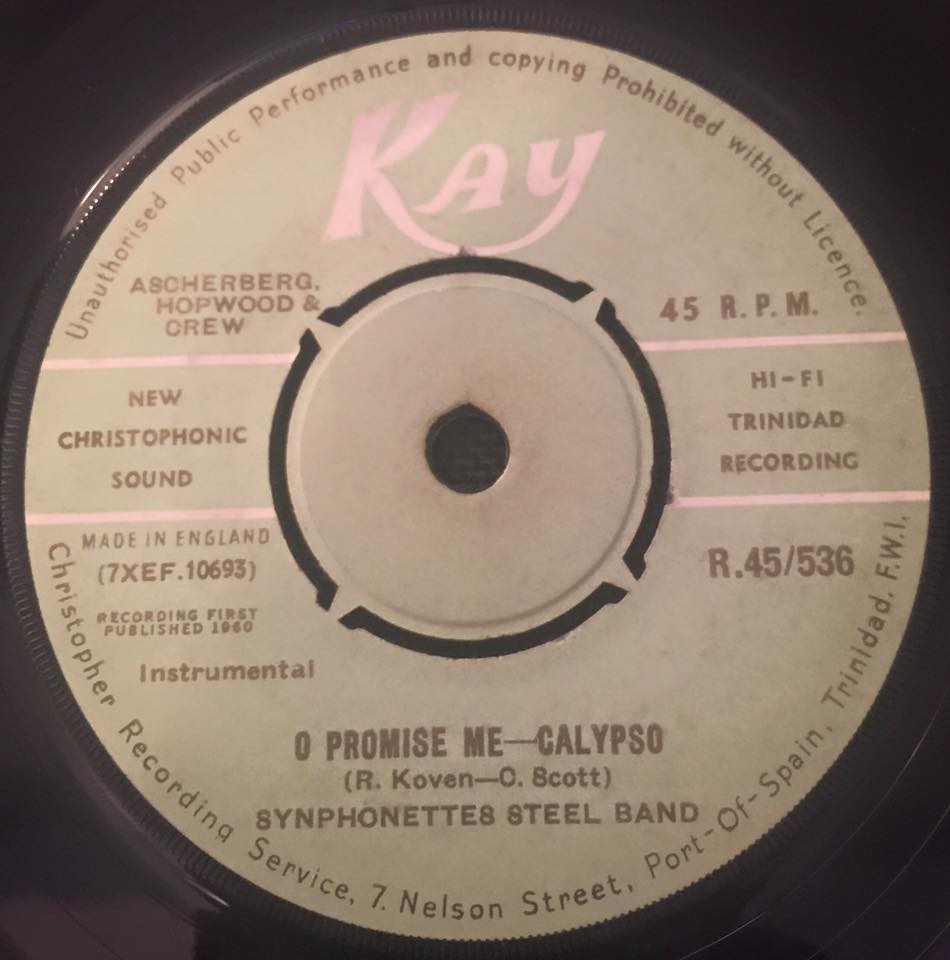 Unauthorised Public Performance and copying Prohibited without Licence.
Kay
ASCHERBERG,
HOPWOOD &
CREW
45 R.P.M.
NEW
CHRISTOPHONIC
SOUND
HI-FI
TRINIDAD
RECORDING
MADE IN ENGLAND
(7XEF.10693)
RECORDING FIRST
PUBLISHED 1960
R.45/536
Instrumental
O PROMISE ME—CALYPSO
(R. Koven—C. Scott)
SYNPHONETTES STEEL BAND
Christopher Recording Service, 7. Nelson Street, Port-Of-Spain, Trinidad. F.W.I.